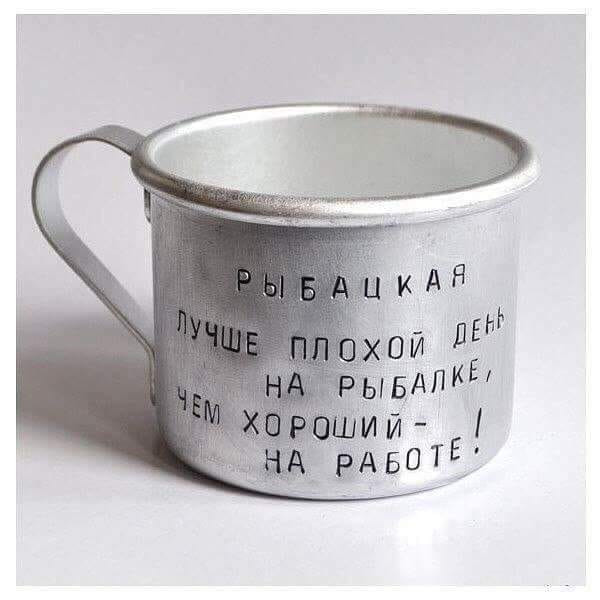 РЫБАЦКАЯ
ЛУЧШЕ ПЛОХОЙ ДЕНЬ
НА РЫБАЛКЕ,
ЧЕМ ХОРОШИЙ -
НА РАБОТЕ!